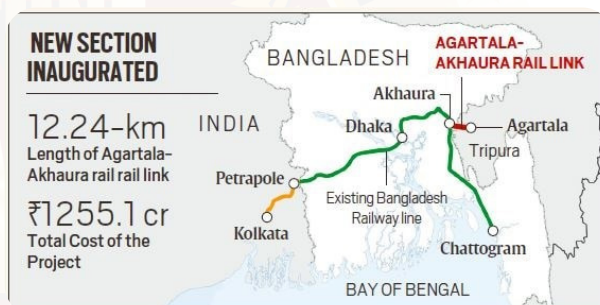 NEW SECTION
INAUGURATED
12.24-km
Length of Agartala-
Akhaura rail rail link
₹1255.1 cr
Total Cost of the
Project
BANGLADESH
AGARTALA-
AKHAURA RAIL LINK
Akhaura
INDIA
Dhaka
Agartala
Tripura
Petrapole
Existing Bangladesh
Railway line
Kolkata
Chattogram
BAY OF BENGAL